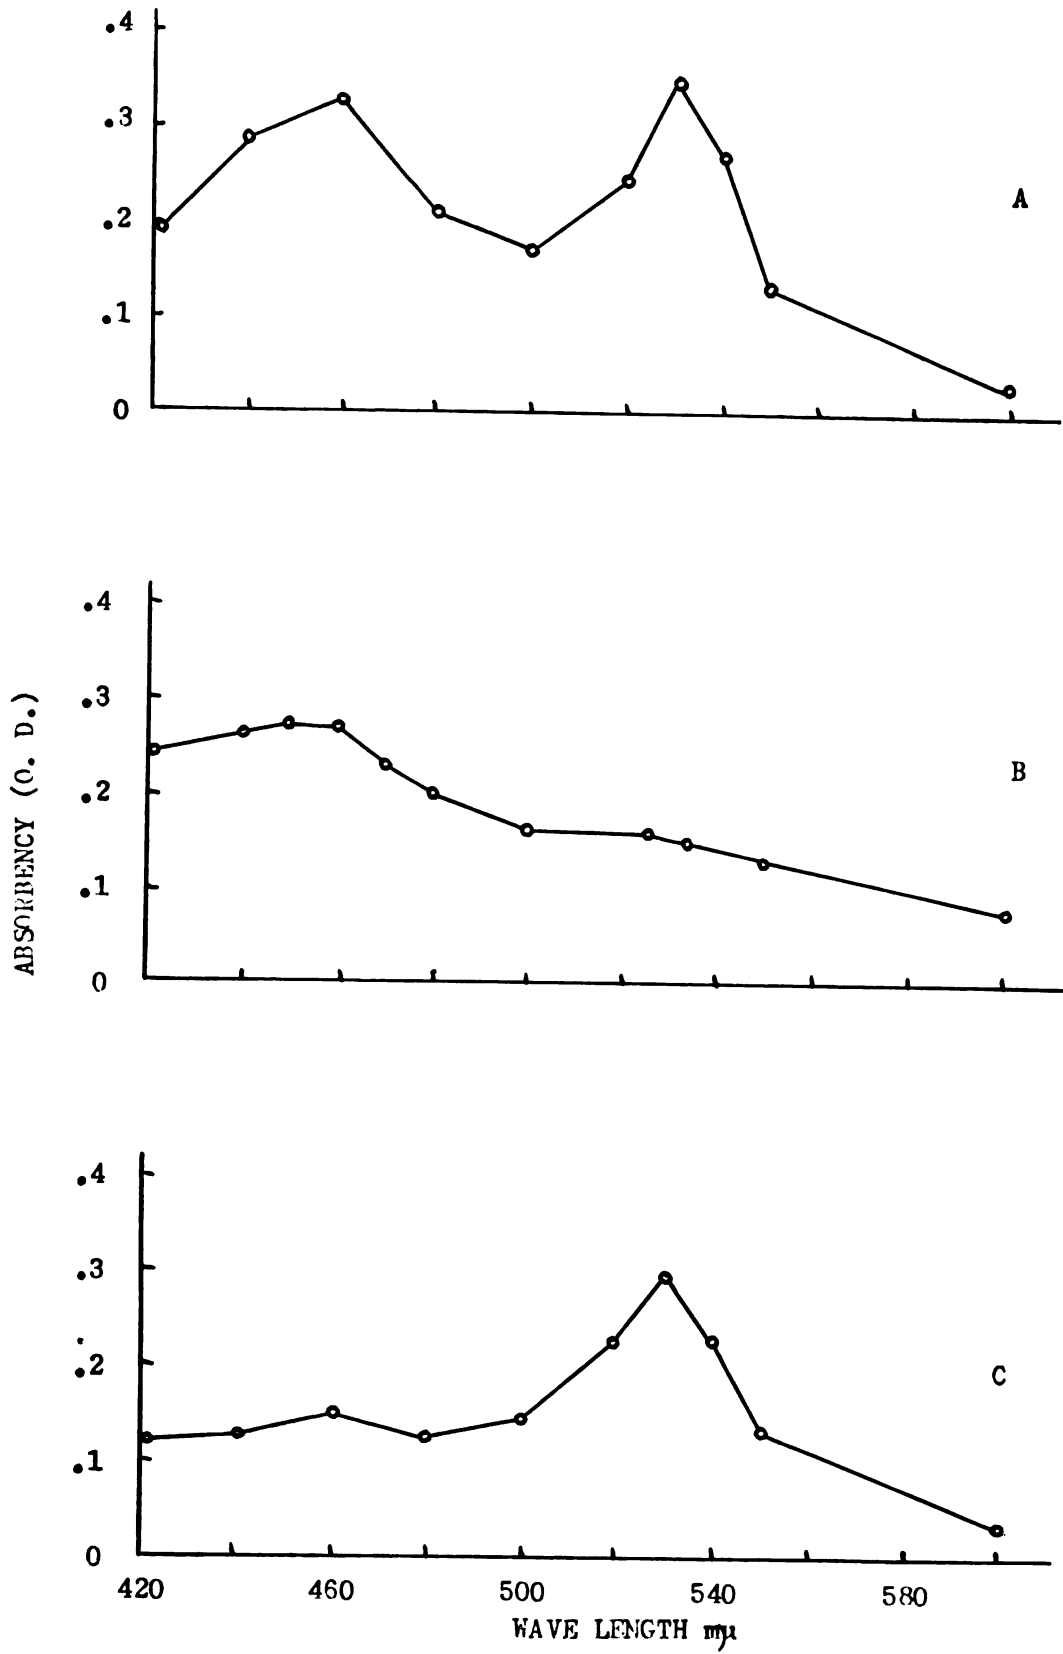 .4
.3
.2
.1
0
A
.4
.3
.2
.1
0
B
ABSORBENCY (O. D.)
.4
.3
.2
.1
0
C
420 460 500 540 580
WAVE LENGTH mμ